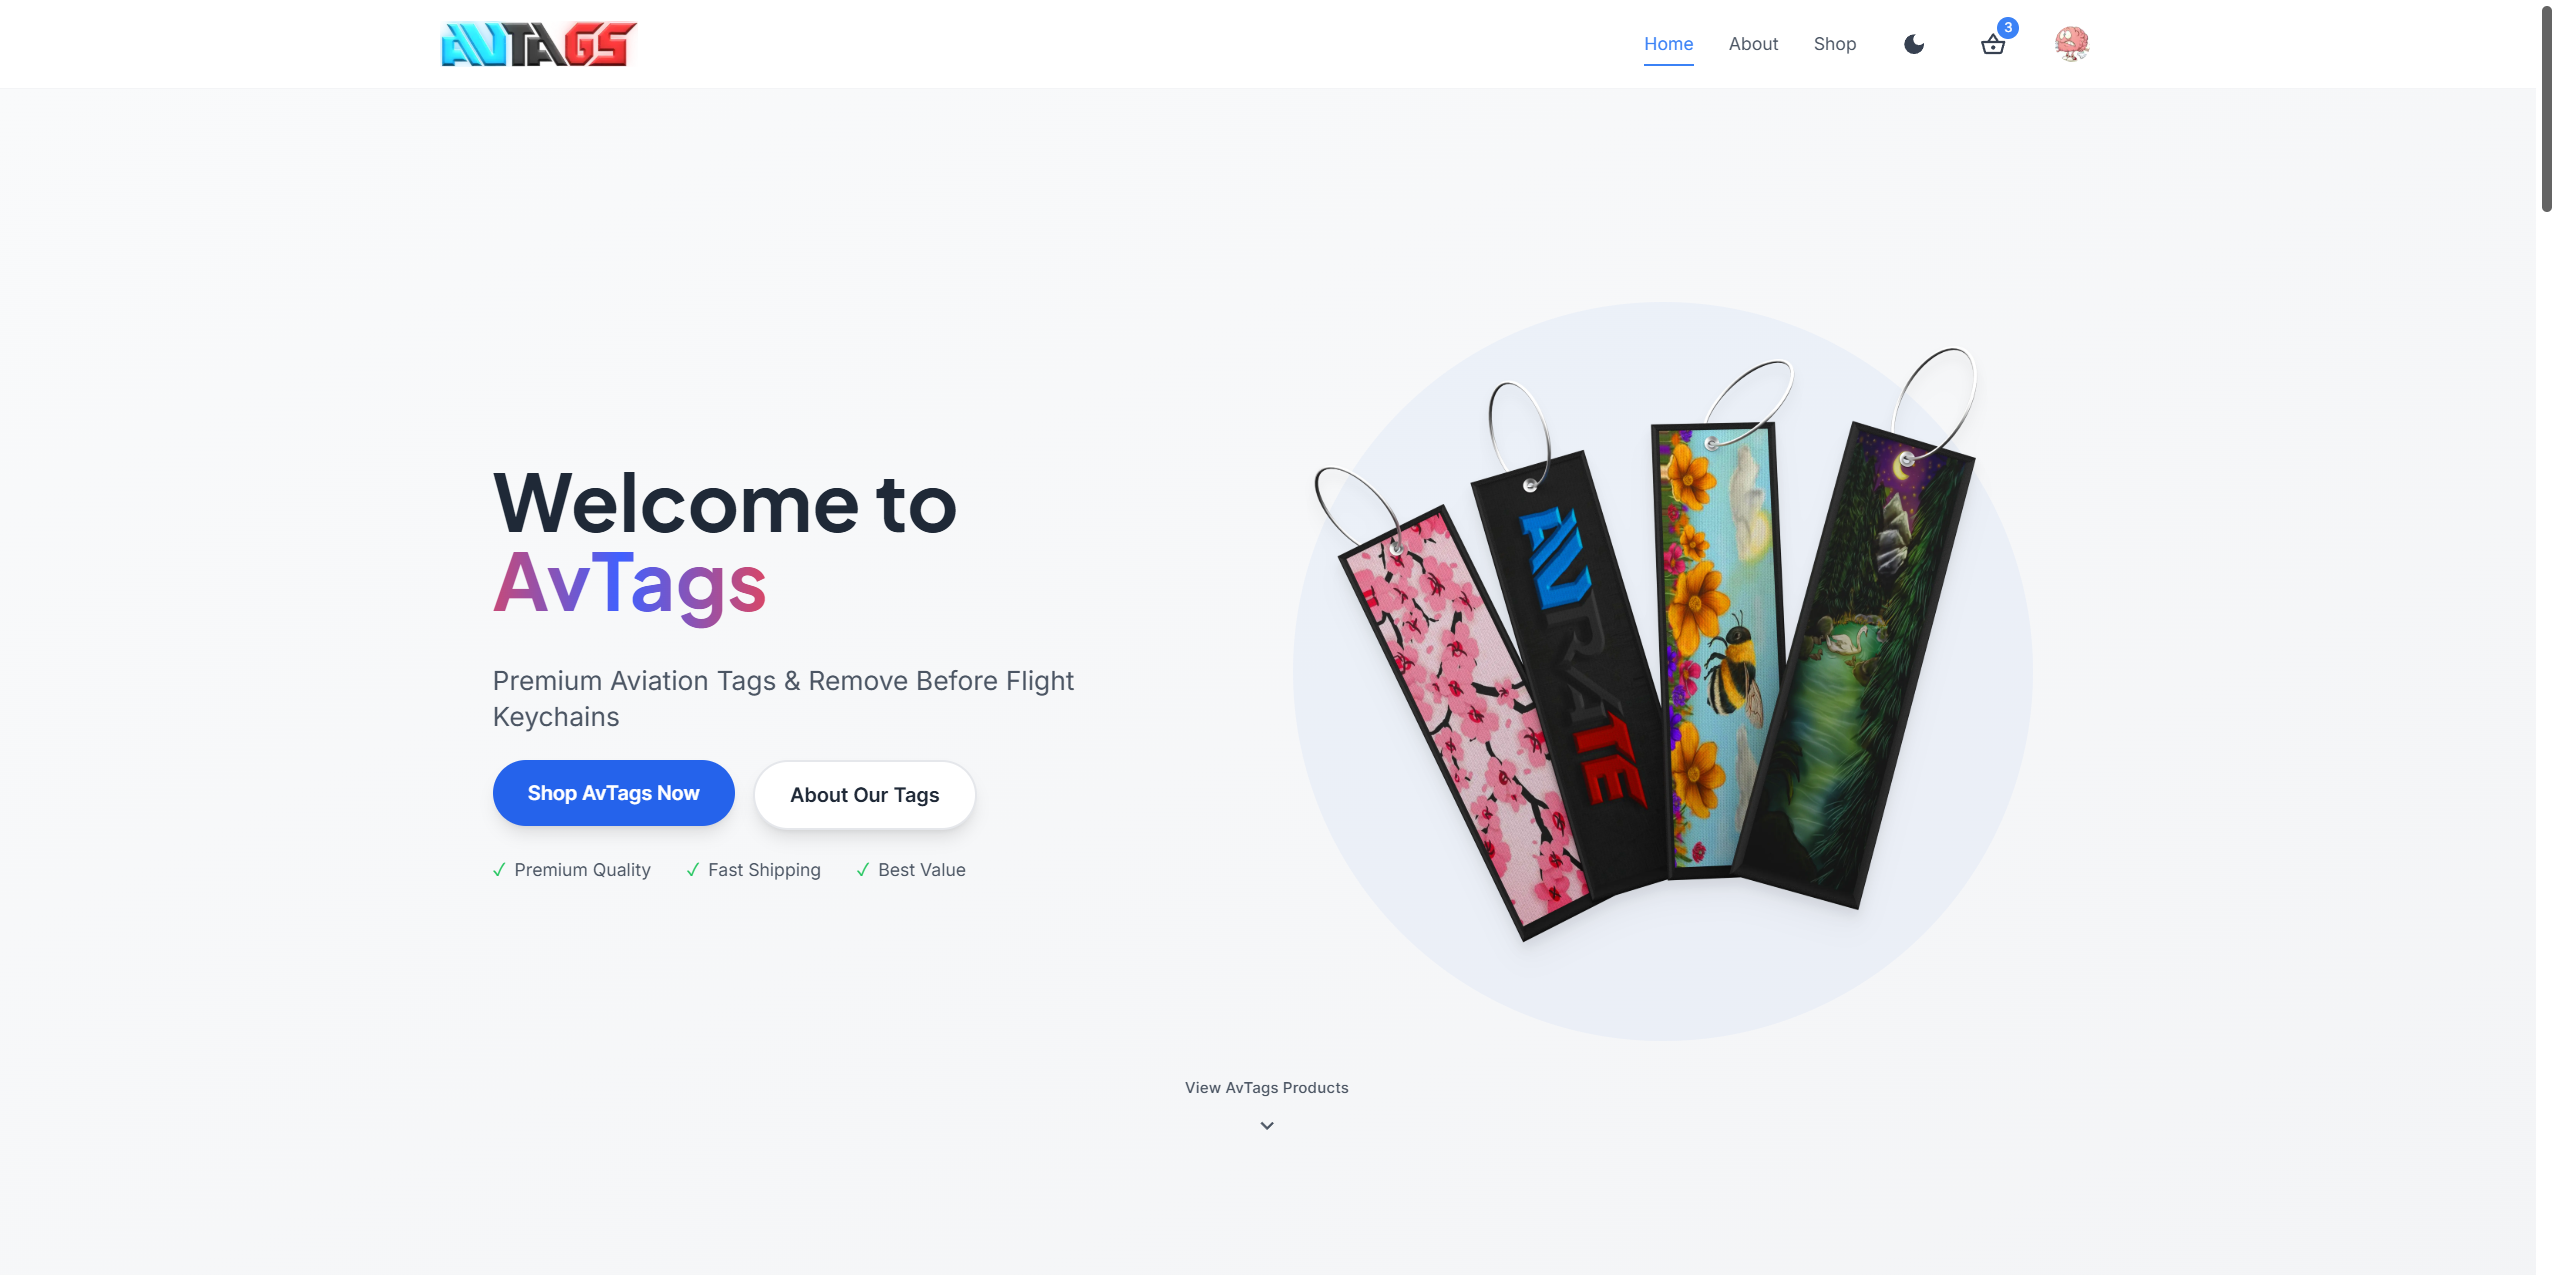 AVTAGS
Home
About
Shop
3
Welcome to
AvTags
Premium Aviation Tags & Remove Before Flight
Keychains
Shop AvTags Now
About Our Tags
✓ Premium Quality
✓ Fast Shipping
✓ Best Value
AVRATE
View AvTags Products